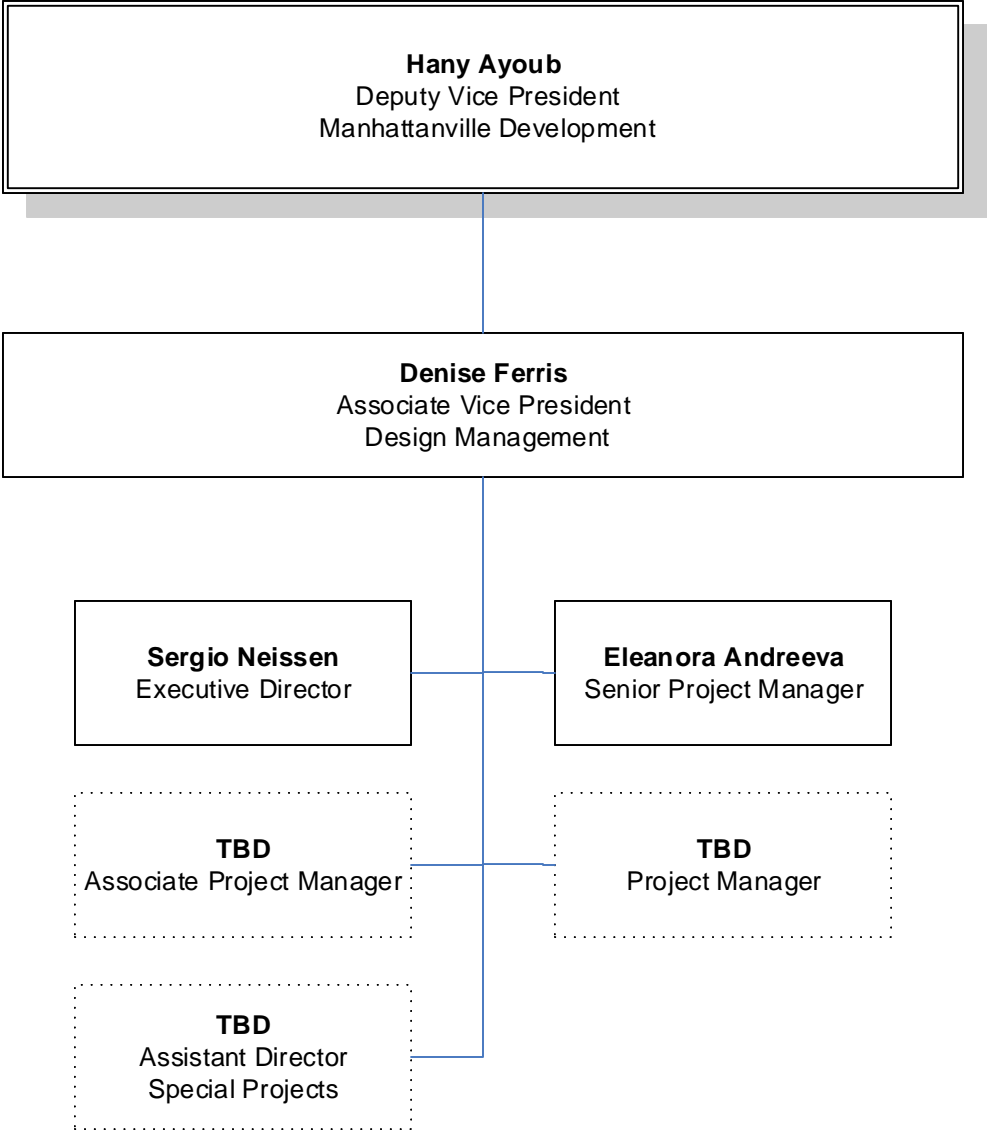 Hany Ayoub
Deputy Vice President
Manhattanville Development
Denise Ferris
Associate Vice President
Design Management
Sergio Neissen
Executive Director
Eleanora Andreeva
Senior Project Manager
TBD
Associate Project Manager
TBD
Project Manager
TBD
Assistant Director
Special Projects